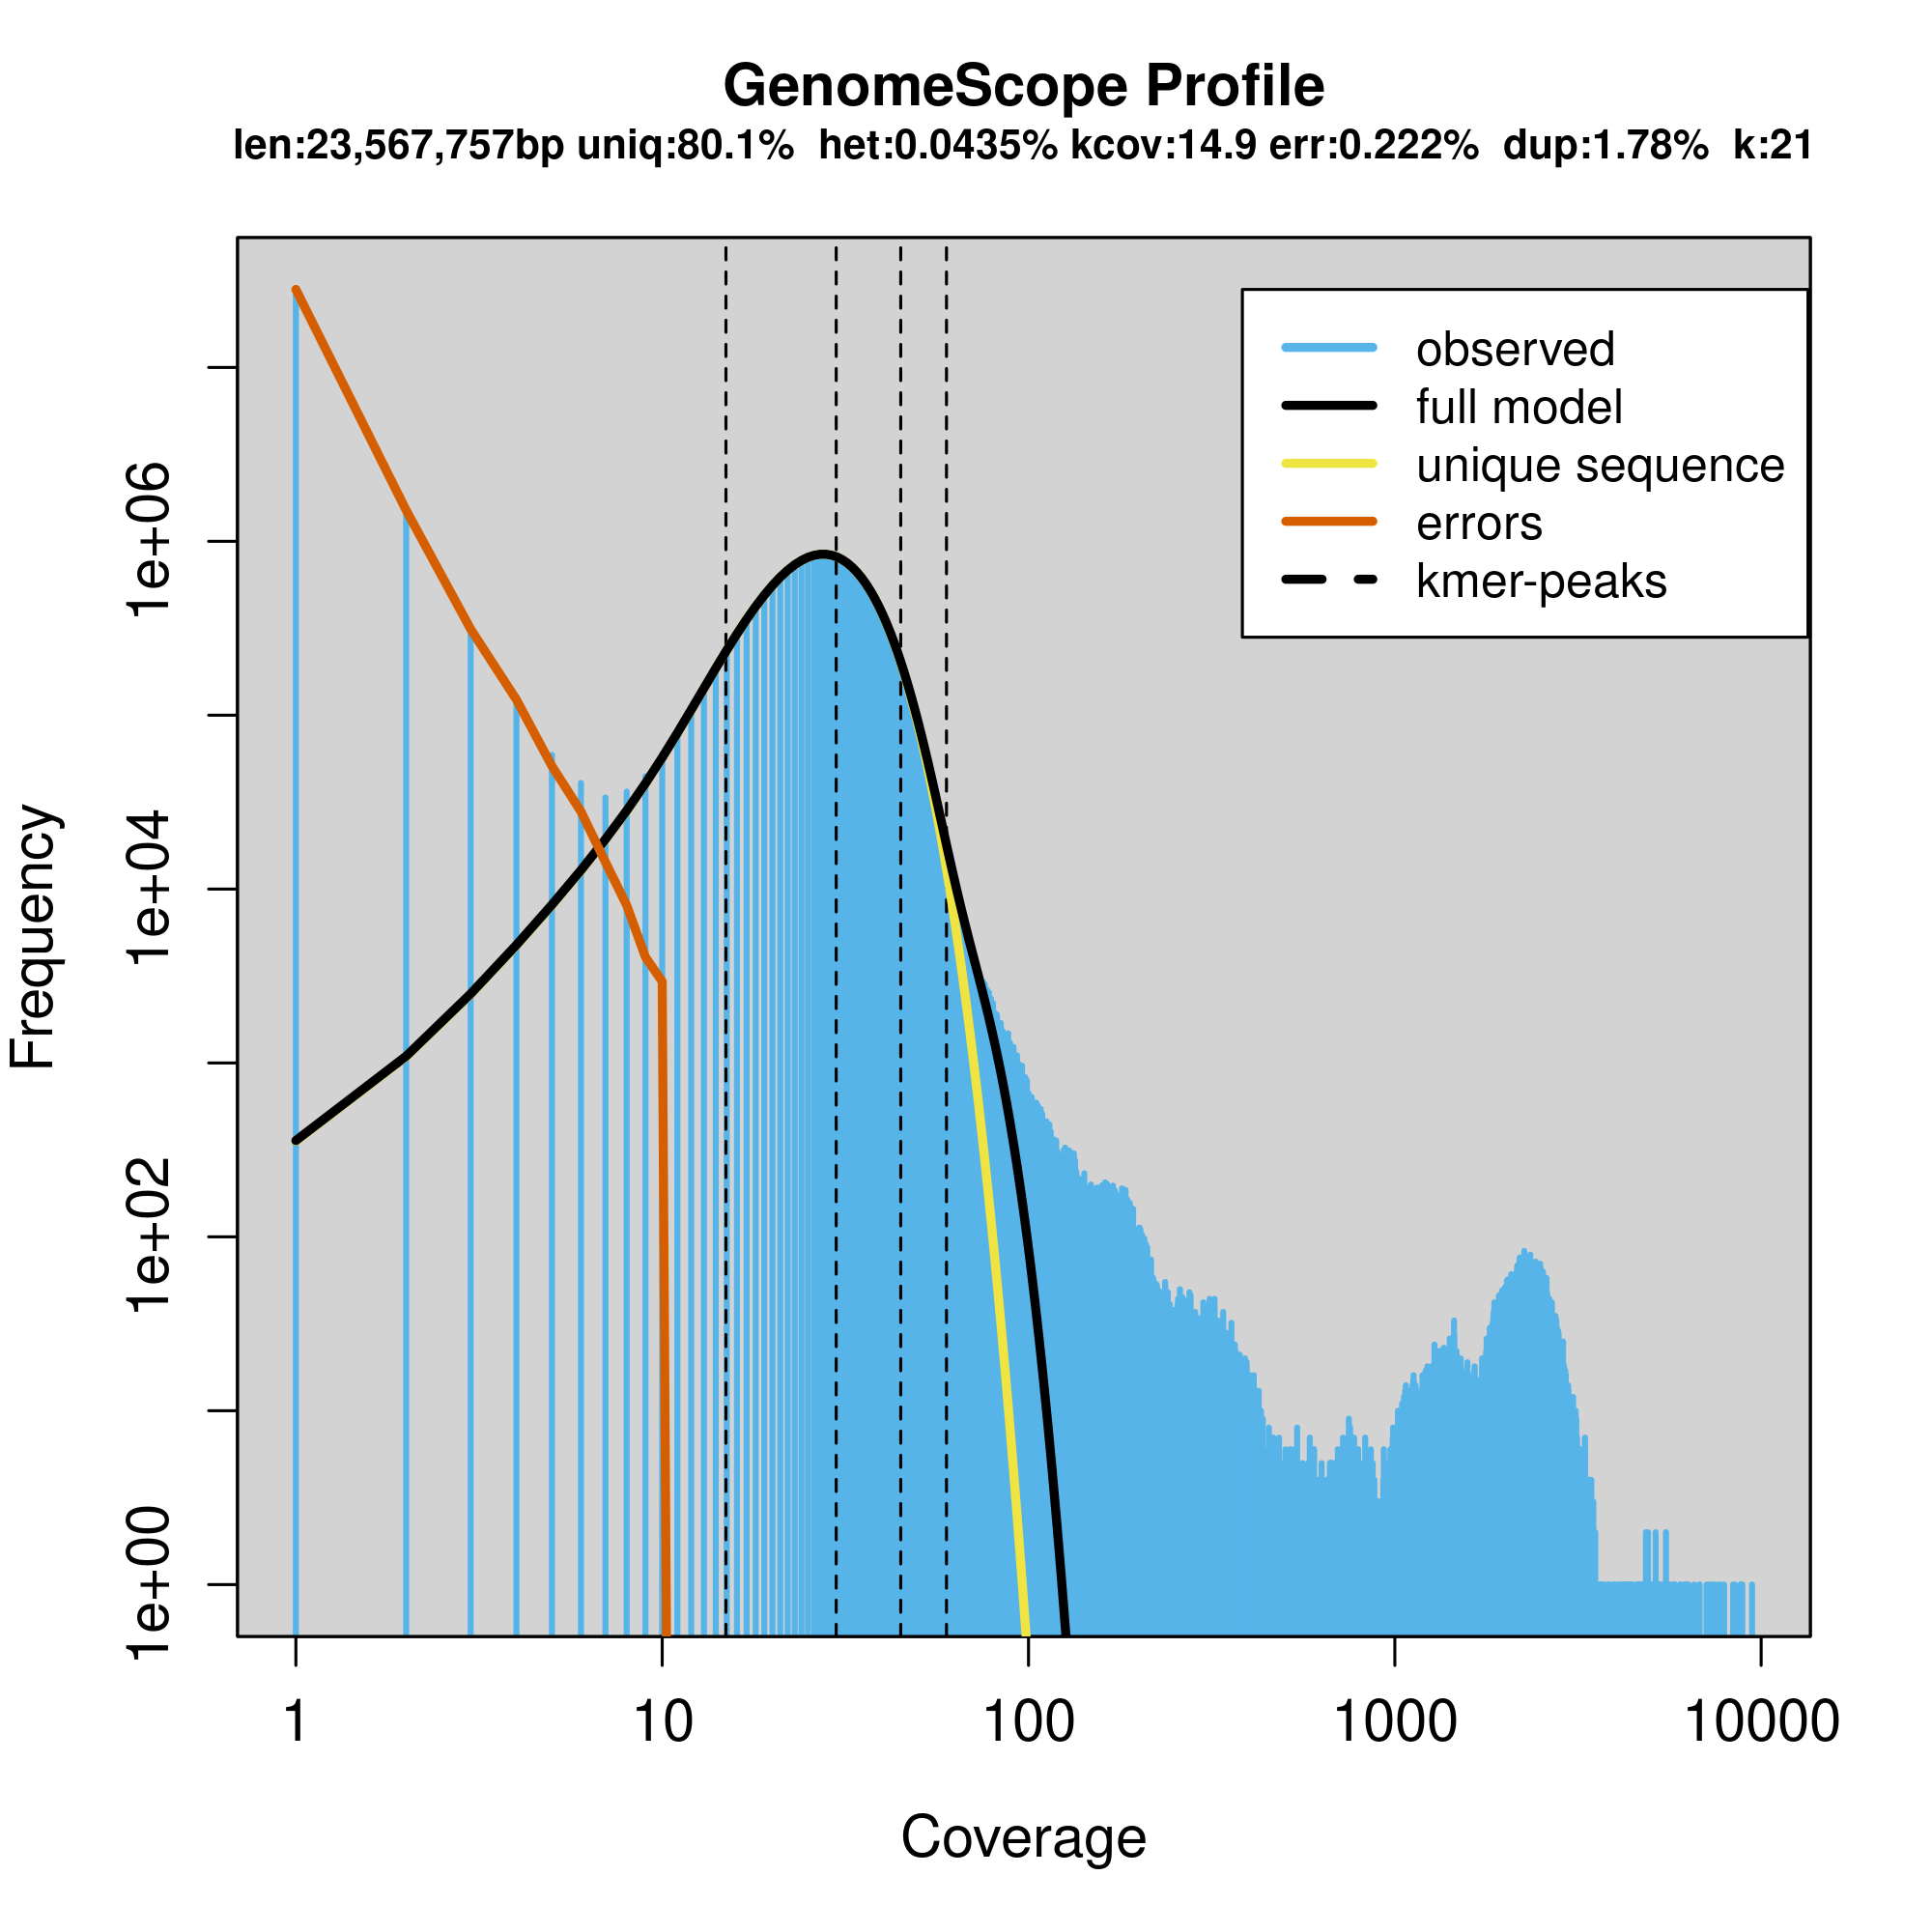 GenomeScope Profile
len:23,567,757bp uniq:80.1% het:0.0435% kcov:14.9 err:0.222% dup:1.78% k:21
observed
full model
unique sequence
errors
kmer-peaks
Frequency
1e+06
1e+04
1e+02
1e+00
1 10 100 1000 10000
Coverage